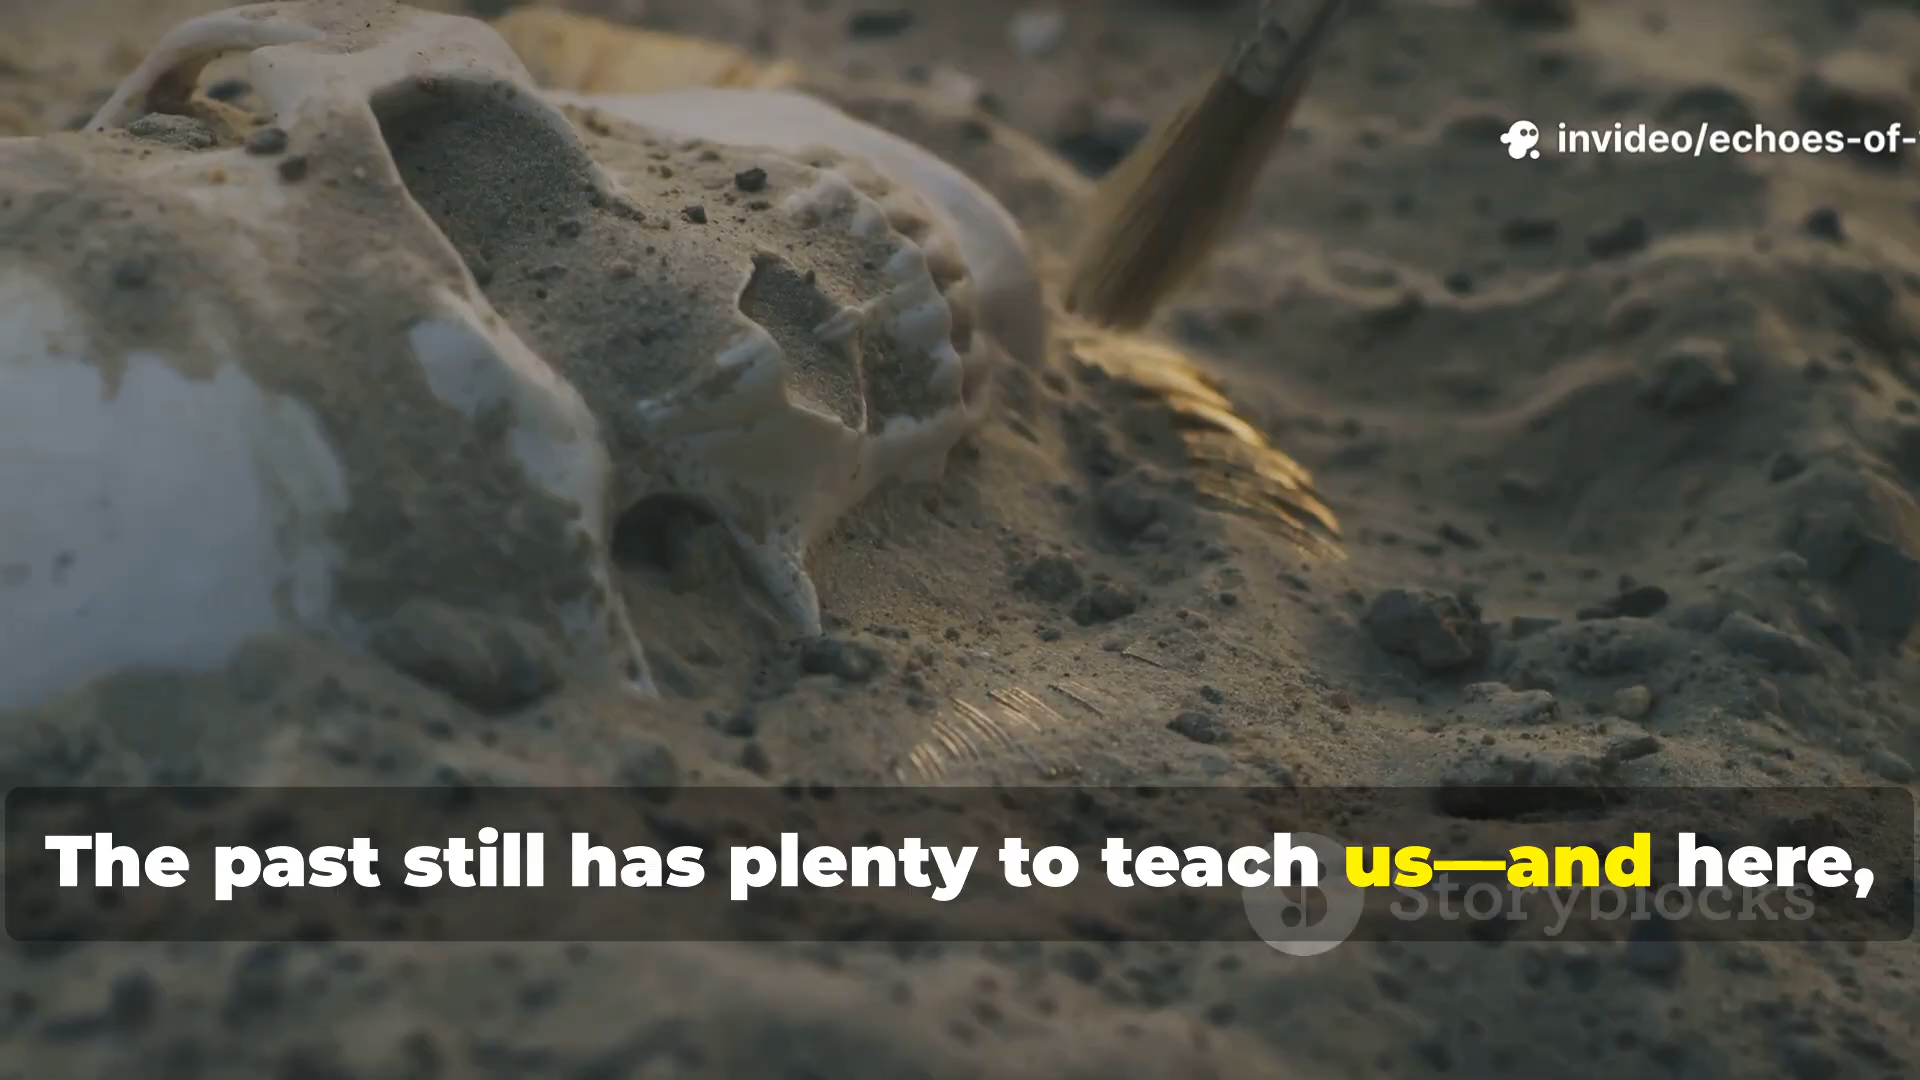 invideo/echoes-of-
The past still has plenty to teach us—and here,
Storyblocks